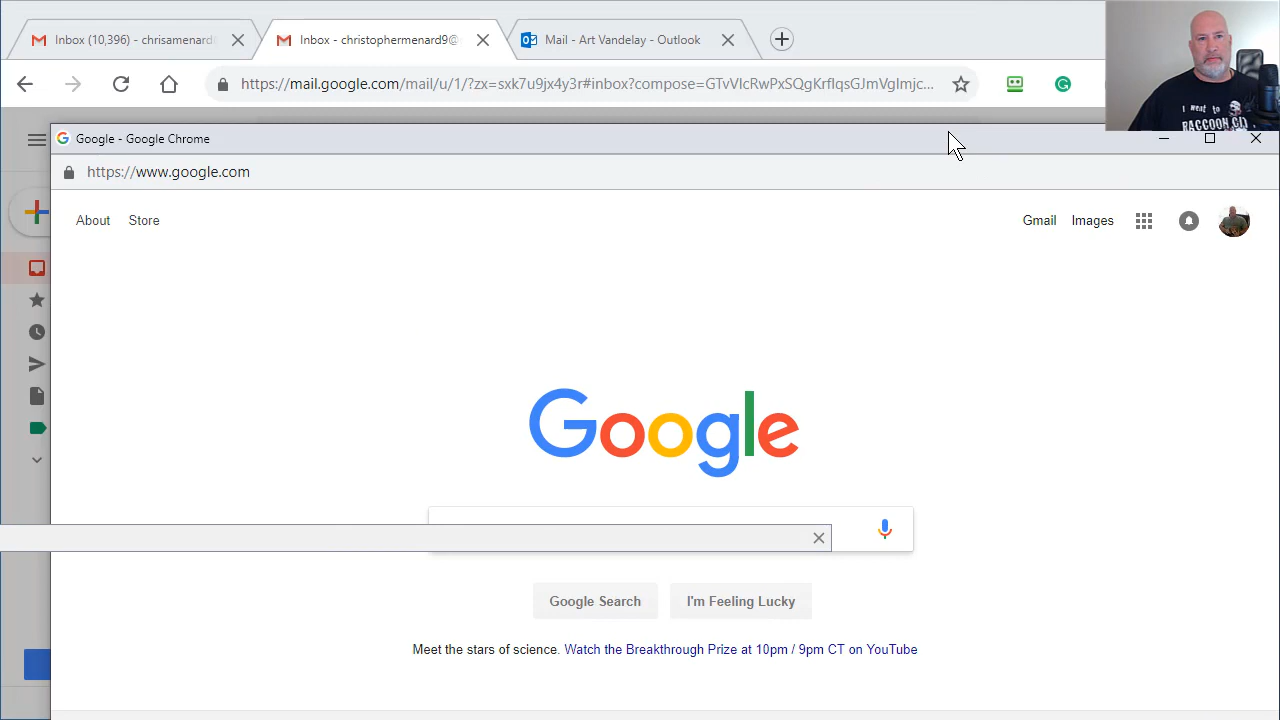 Inbox (10,396) - chrisamenard
Inbox - christophermenard9@
Mail - Art Vandelay - Outlook
https://mail.google.com/mail/u/1/?zx=sxk7u9jx4y3r#inbox?compose=GTvVlcRwPxSQgKrflqsGJmVglmjc...
I went to
RACCOON CITY
Google - Google Chrome
https://www.google.com
About Store
Gmail Images
Google
Google Search I'm Feeling Lucky
Meet the stars of science. Watch the Breakthrough Prize at 10pm / 9pm CT on YouTube